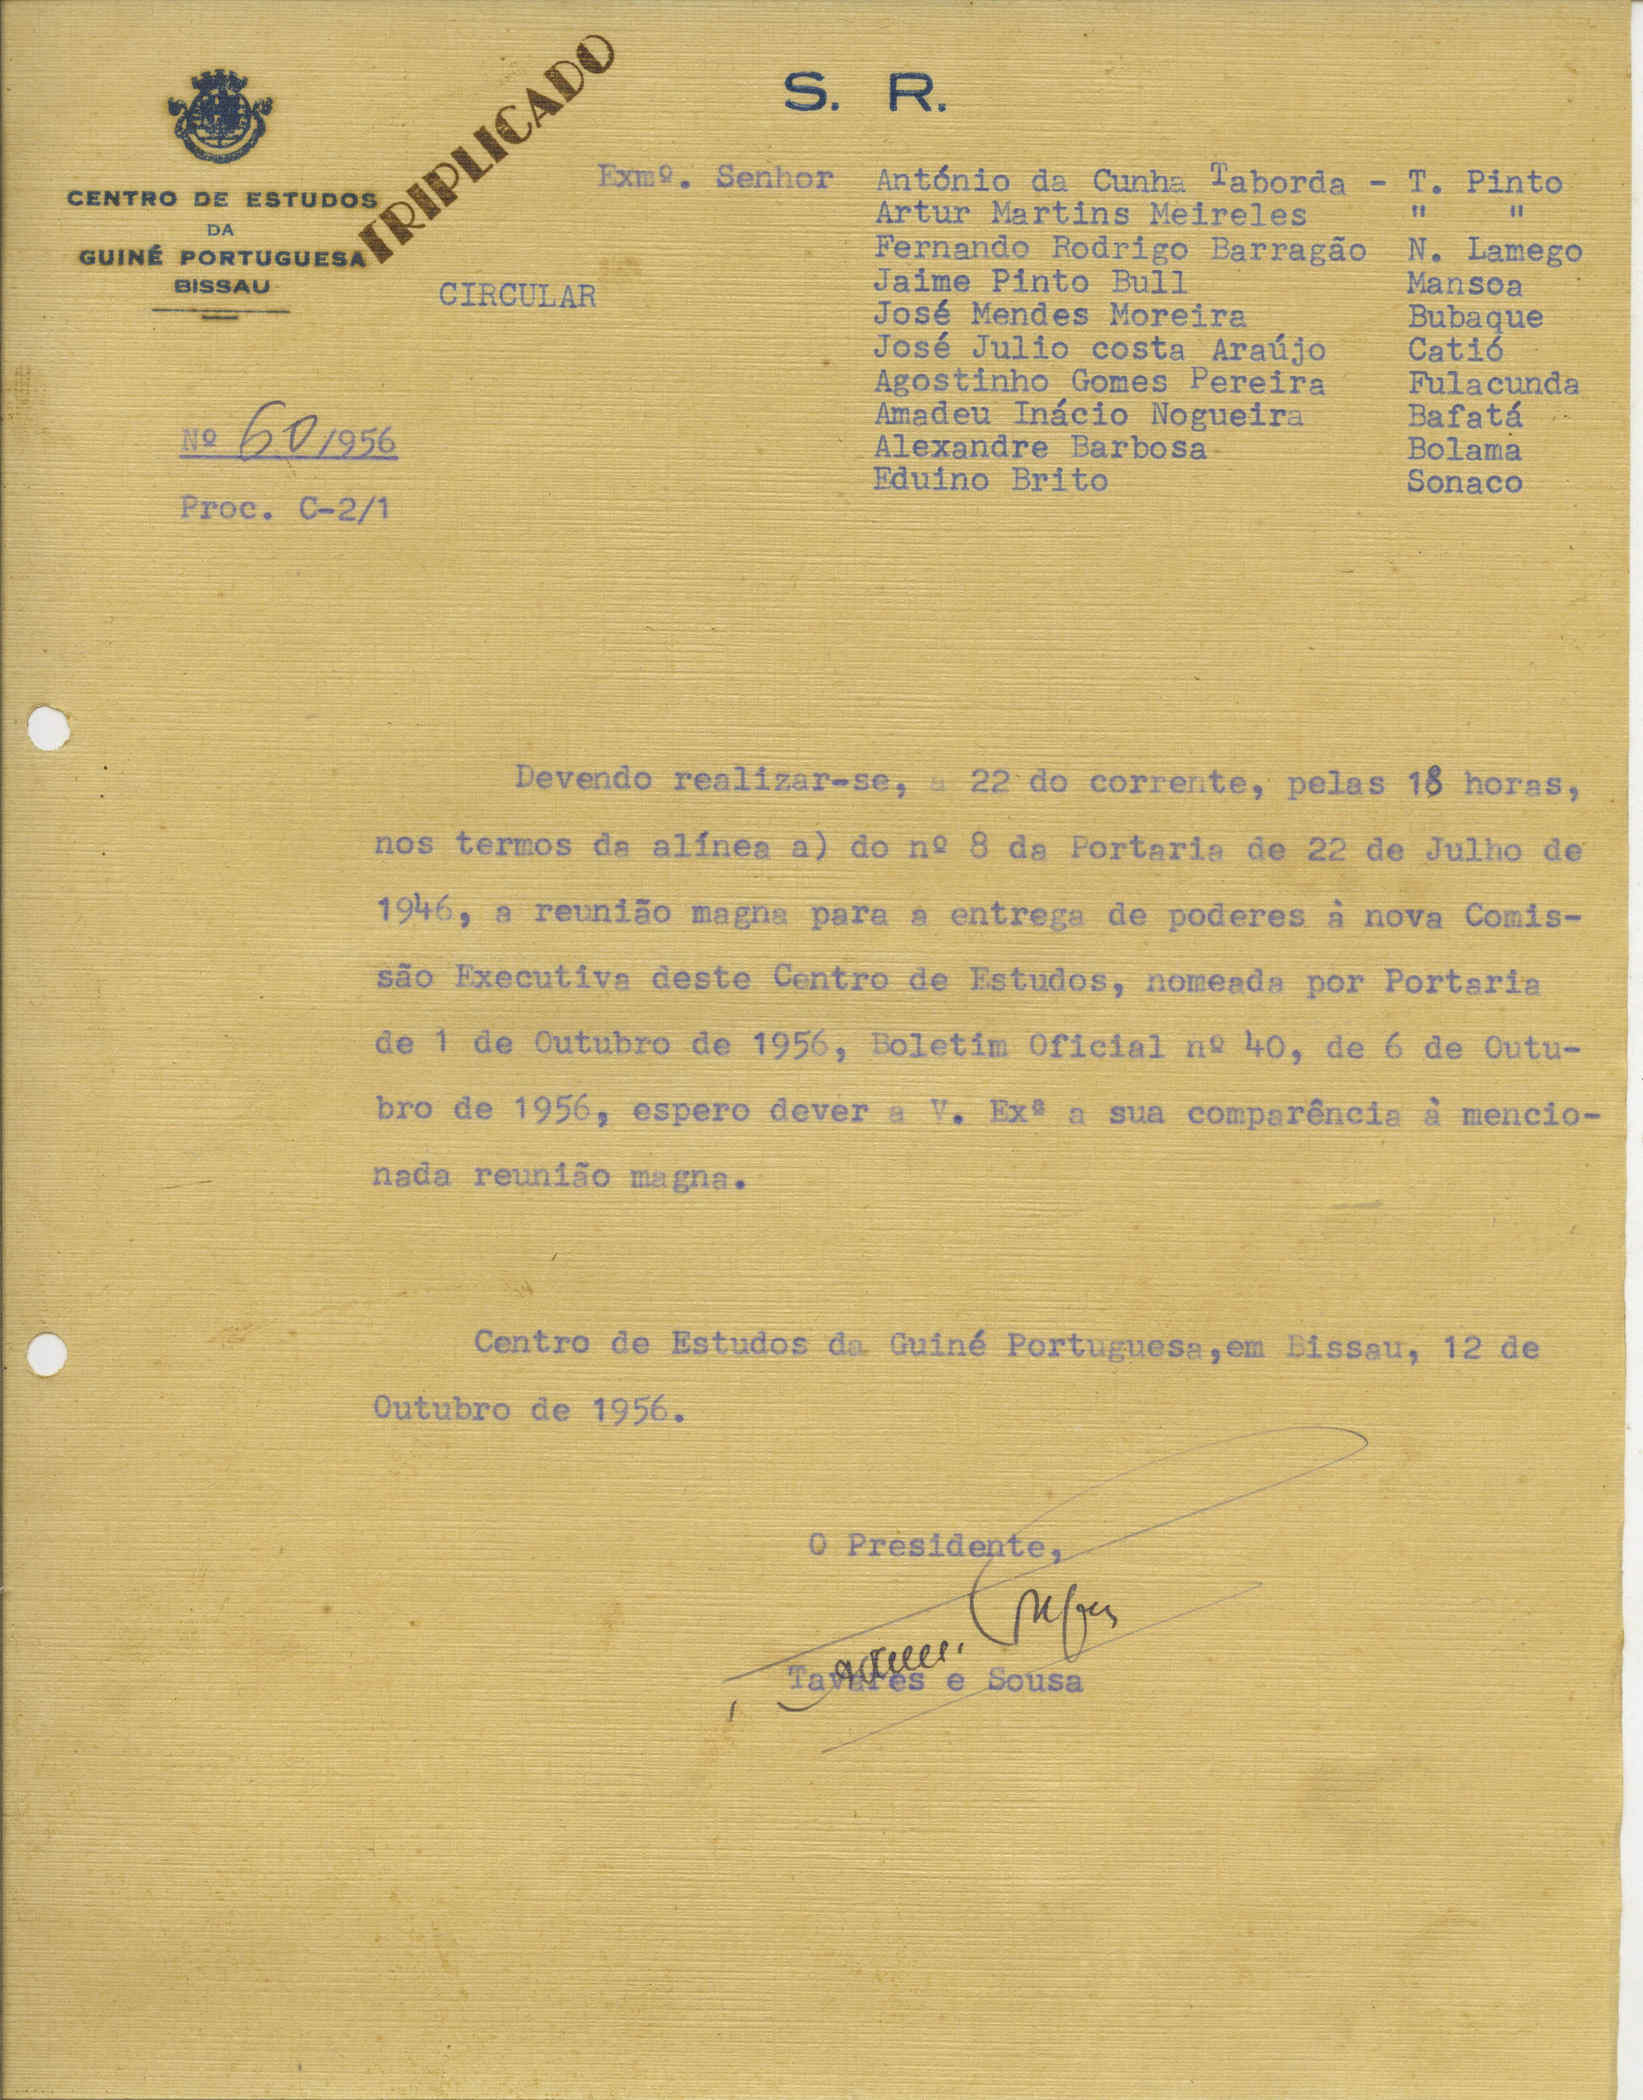 S. R.
TRIPLICADO
CENTRO DE ESTUDOS
DA
GUINÉ PORTUGUESA
BISSAU
Exmº. Senhor António da Cunha Taborda - T. Pinto
Artur Martins Meireles " "
Fernando Rodrigo Barragão N. Lamego
Jaime Pinto Bull Mansoa
José Mendes Moreira Bubaque
José Julio costa Araújo Catió
Agostinho Gomes Pereira Fulacunda
Amadeu Inácio Nogueira Bafatá
Alexandre Barbosa Bolama
Eduino Brito Sonaco
CIRCULAR
Nº 60/956
Proc. C-2/1
Devendo realizar-se, a 22 do corrente, pelas 18 horas,
nos termos da alínea a) do nº 8 da Portaria de 22 de Julho de
1946, a reunião magna para a entrega de poderes à nova Comis-
são Executiva deste Centro de Estudos, nomeada por Portaria
de 1 de Outubro de 1956, Boletim Oficial nº 40, de 6 de Outu-
bro de 1956, espero dever a V. Exª a sua comparência à mencio-
nada reunião magna.
Centro de Estudos da Guiné Portuguesa,em Bissau, 12 de
Outubro de 1956.
O Presidente,
Tavares e Sousa